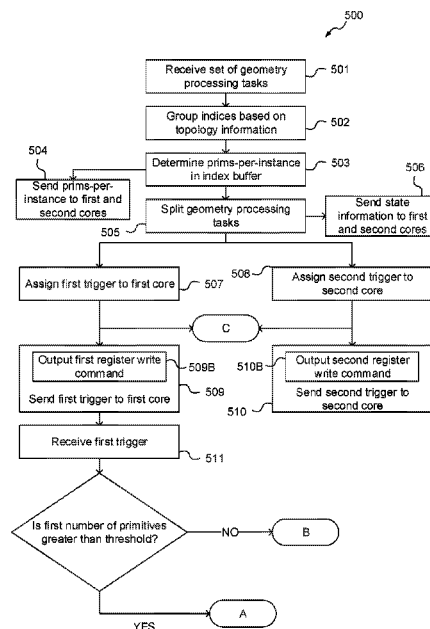 500
Receive set of geometry
processing tasks
501
Group indices based on
topology information
502
504
Determine prims-per-instance
in index buffer
503
506
Send prims-per-
instance to first and
second cores
Send state
information to first
and second cores
Split geometry processing
tasks
505
Assign first trigger to first core
507
508
Assign second trigger to
second core
C
Output first register write
command
509B
Send first trigger to first core
509
Output second register write
command
510B
Send second trigger to
second core
510
Receive first trigger
511
Is first number of primitives
greater than threshold?
NO
B
YES
A